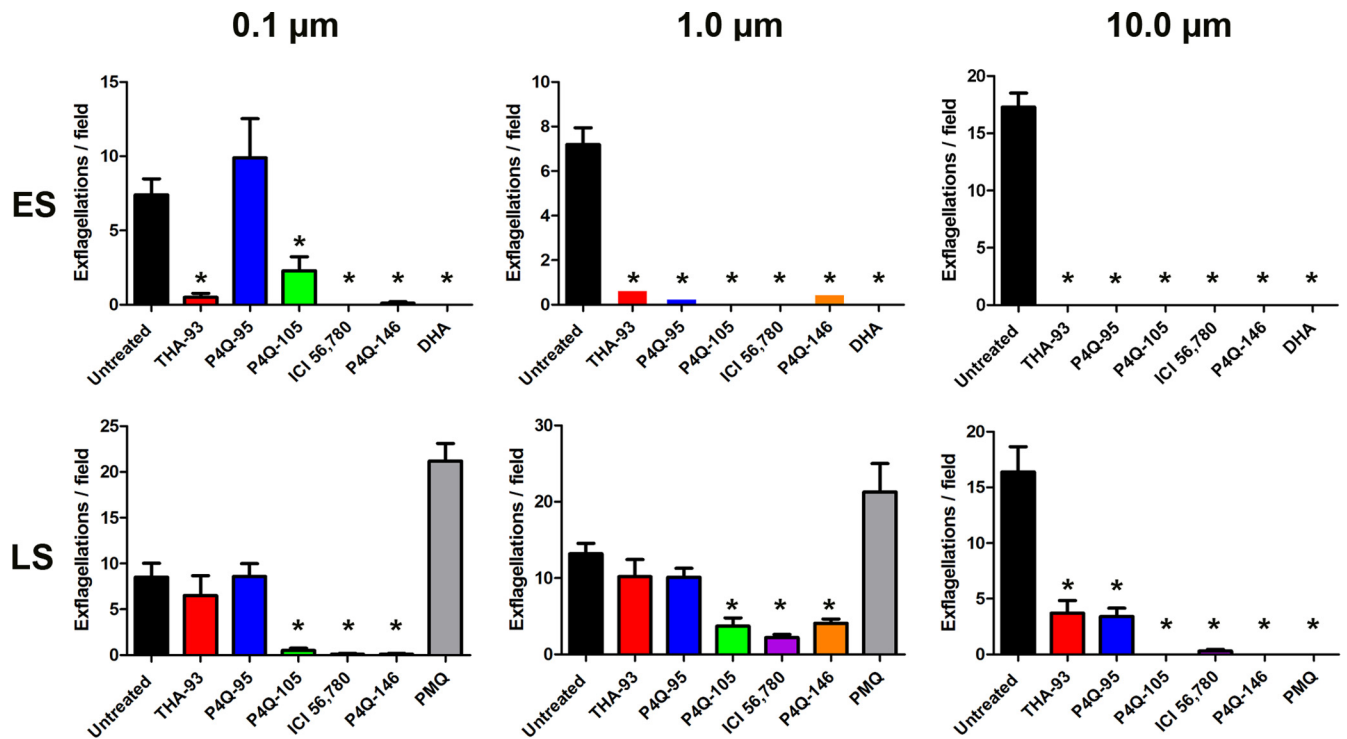 0.1 µm 1.0 µm 10.0 µm
ES
Exflagellations / field
15
10
5
0
* * * * *
Untreated THA-93 P4Q-95 P4Q-105 ICI 56,780 P4Q-146 DHA
Exflagellations / field
10
8
6
4
2
0
* * * * * *
Untreated THA-93 P4Q-95 P4Q-105 ICI 56,780 P4Q-146 DHA
Exflagellations / field
20
15
10
5
0
* * * * * *
Untreated THA-93 P4Q-95 P4Q-105 ICI 56,780 P4Q-146 DHA
LS
Exflagellations / field
25
20
15
10
5
0
* * *
Untreated THA-93 P4Q-95 P4Q-105 ICI 56,780 P4Q-146 PMQ
Exflagellations / field
30
20
10
0
* * *
Untreated THA-93 P4Q-95 P4Q-105 ICI 56,780 P4Q-146 PMQ
Exflagellations / field
20
15
10
5
0
* * * * * *
Untreated THA-93 P4Q-95 P4Q-105 ICI 56,780 P4Q-146 PMQ